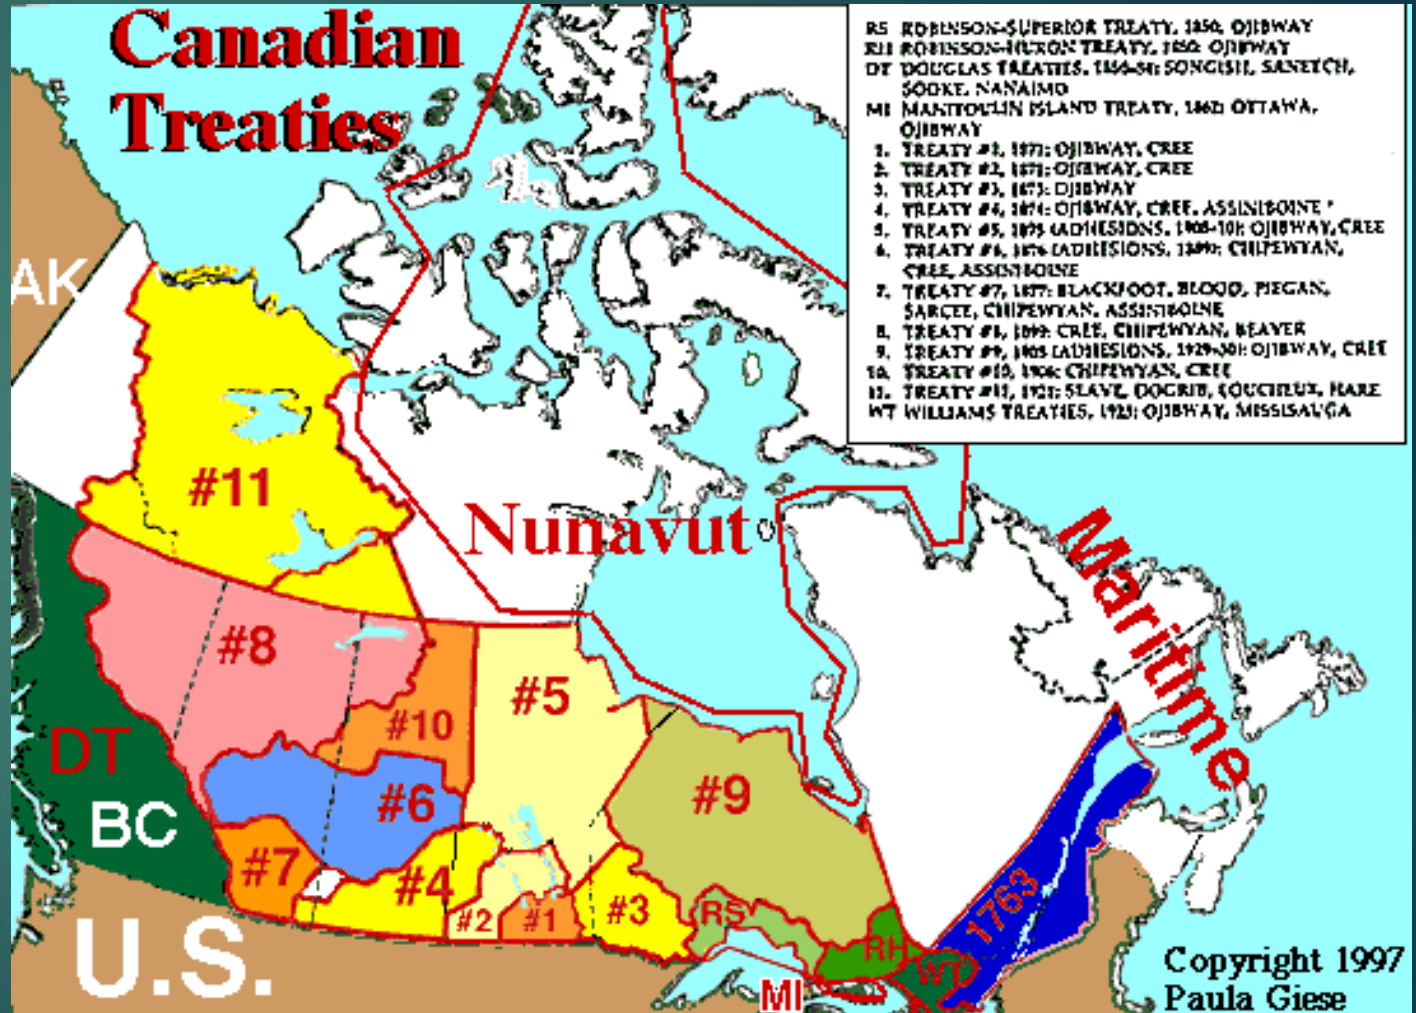 Canadian
Treaties
RS ROBINSON-SUPERIOR TREATY, 1850, OJIBWAY
RH ROBINSON-HURON TREATY, 1850: OJIBWAY
DT DOUGLAS TREATIES, SONGISH, SANETCH,
SOOKE, NANAIMO
MI MANITOULIN ISLAND TREATY, 1862: OTTAWA,
OJIBWAY
1. TREATY #1, 1871: OJIBWAY, CREE
2. TREATY #2, 1871: OJIBWAY, CREE
3. TREATY #3, 1873: OJIBWAY
4. TREATY #4, 1874: OJIBWAY, CREE, ASSINIBOINE
5. TREATY #5, 1875 (ADHESIONS, OJIBWAY, CREE
6. TREATY #6, 1876 (ADHESIONS, CHIPEWYAN,
CREE, ASSINIBOINE
7. TREATY #7, 1877: BLACKFOOT, BLOOD, PIEGAN,
SARCEE, CHIPEWYAN, ASSINIBOINE
8. TREATY #8, 1899: CREE, CHIPEWYAN, BEAVER
9. TREATY #9, 1905 (ADHESIONS, 1929-30): OJIBWAY, CREE
10. TREATY #10, 1906: CHIPEWYAN, CREE
11. TREATY #11, 1921: SLAVE, DOGRIB, LOUCHEUX, HARE
WT WILLIAMS TREATIES, 1923: OJIBWAY, MISSISAUGA
AK
#11
Nunavut
Maritime
#8
#5
#10
DT
#9
#6
BC
#7
#4
#3
#2
#1
RS
1763
RH
WT
U.S.
MI
Copyright 1997
Paula Giese